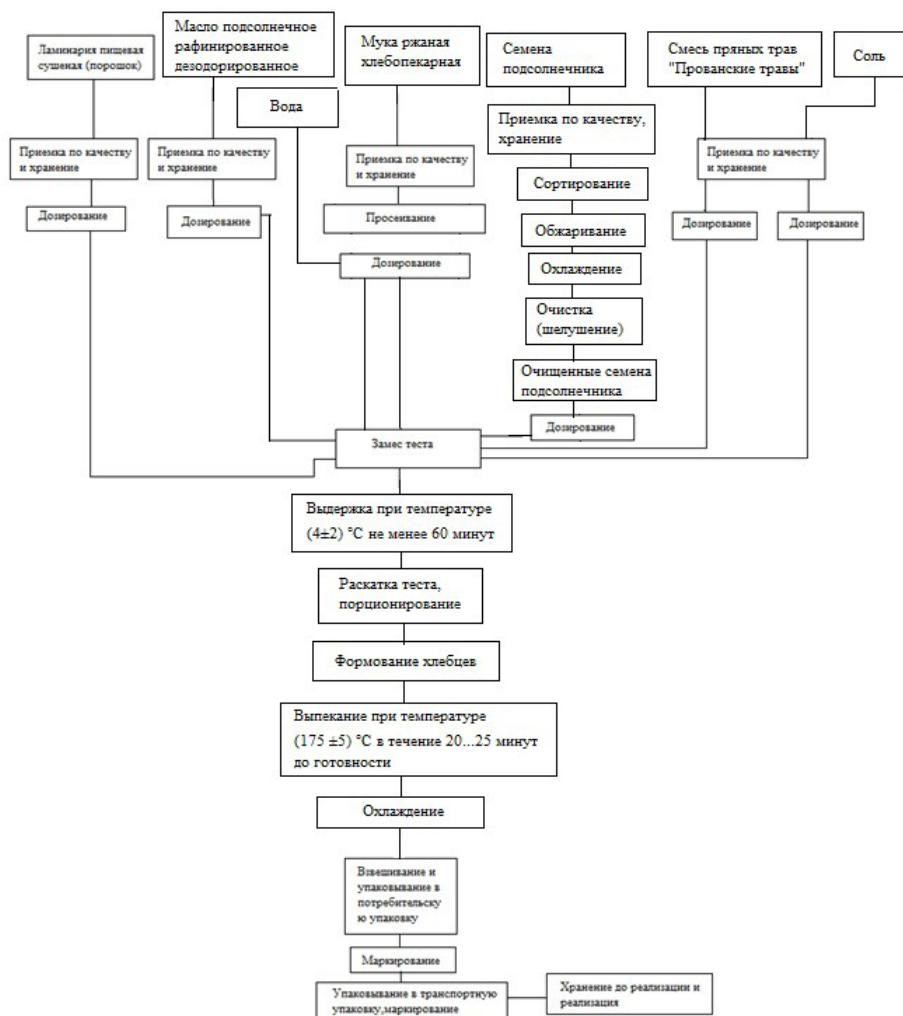 Ламинария пищевая
сушеная (порошок)
Масло подсолнечное
рафинированное
дезодорированное
Мука ржаная
хлебопекарная
Семена
подсолнечника
Смесь пряных трав
"Прованские травы"
Соль
Вода
Приемка по качеству
и хранение
Приемка по качеству
и хранение
Приемка по качеству
и хранение
Приемка по качеству,
хранение
Приемка по качеству
и хранение
Сортирование
Дозирование
Дозирование
Просеивание
Обжаривание
Дозирование
Дозирование
Дозирование
Охлаждение
Очистка
(шелушение)
Очищенные семена
подсолнечника
Дозирование
Замес теста
Выдержка при температуре
(4±2) °С не менее 60 минут
Раскатка теста,
порционирование
Формование хлебцев
Выпекание при температуре
(175 ±5) °С в течение 20...25 минут
до готовности
Охлаждение
Взвешивание и
упаковывание в
потребительску
ю упаковку
Маркирование
Упаковывание в транспортную
упаковку,маркирование
Хранение до реализации и
реализация